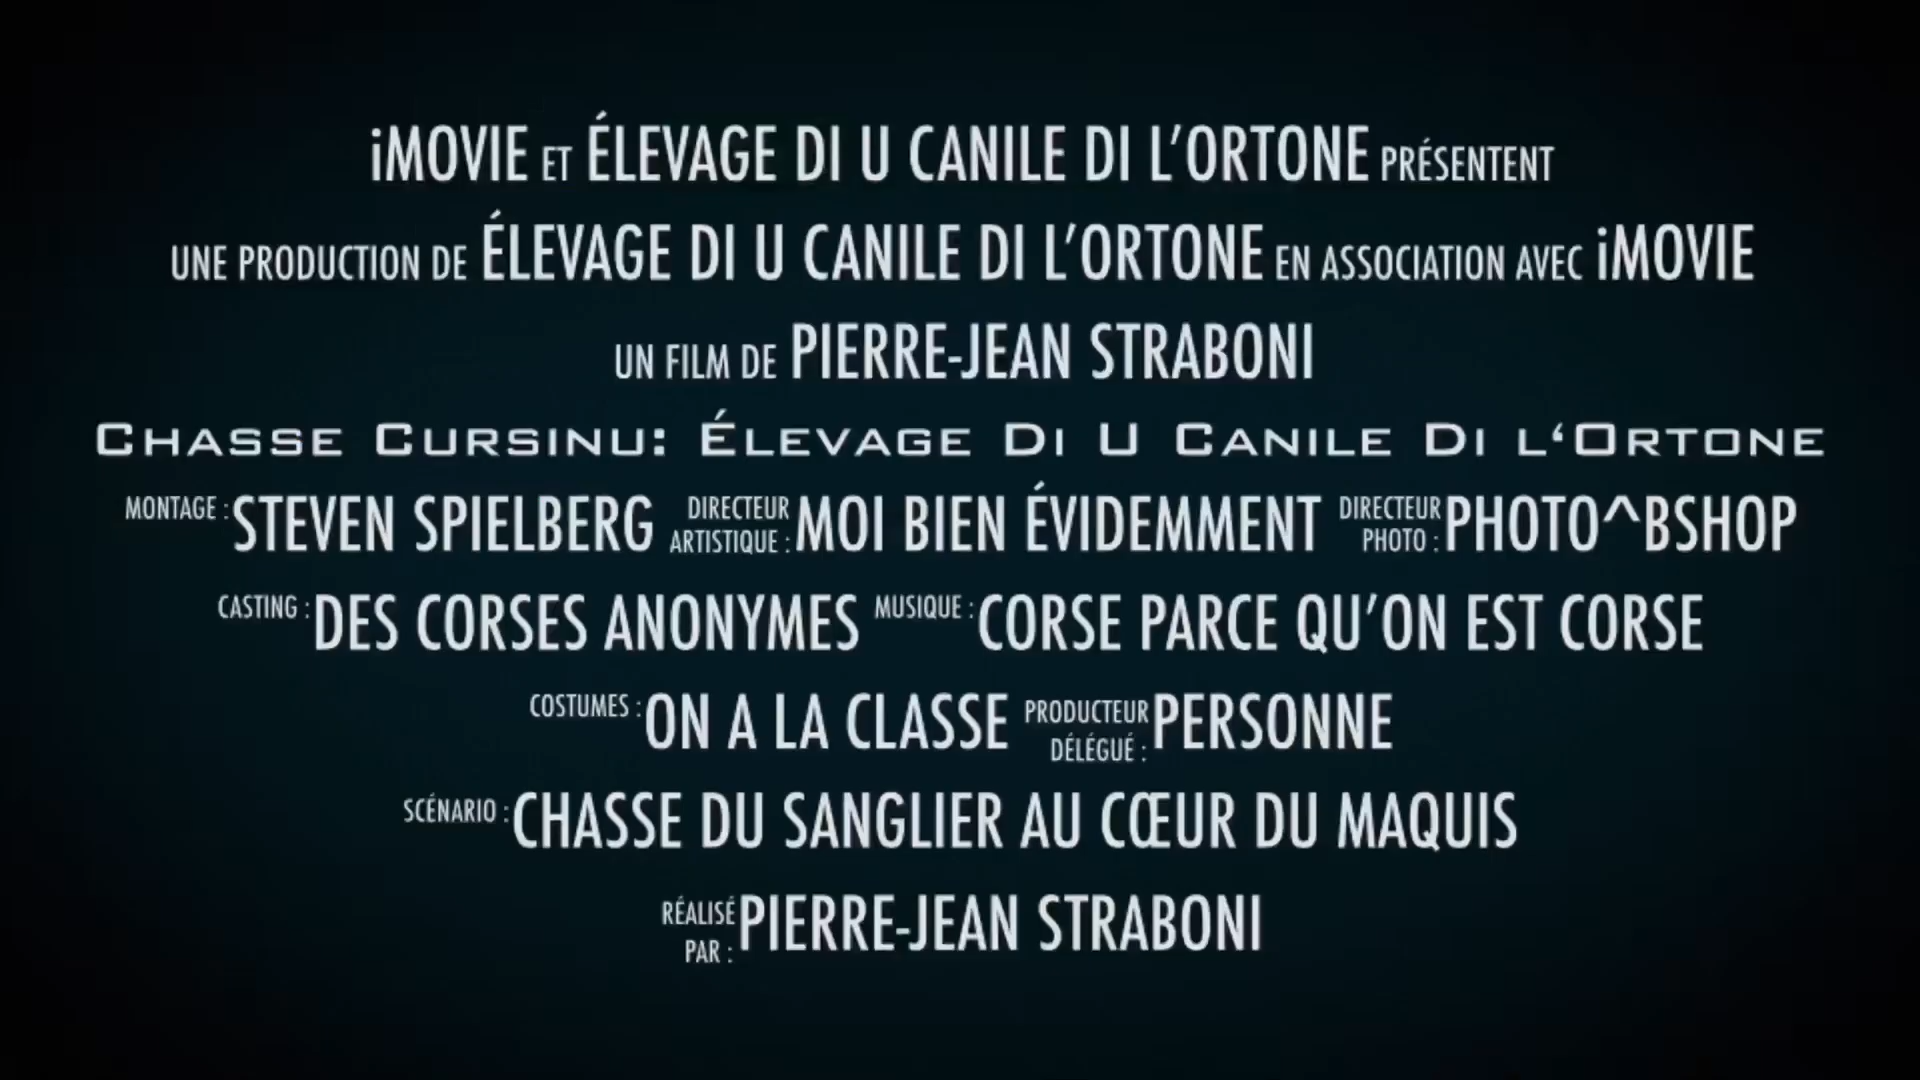 iMOVIE ET ÉLEVAGE DI U CANILE DI L’ORTONE PRÉSENTENT
UNE PRODUCTION DE ÉLEVAGE DI U CANILE DI L’ORTONE EN ASSOCIATION AVEC iMOVIE
UN FILM DE PIERRE-JEAN STRABONI
CHASSE CURSINU: ÉLEVAGE DI U CANILE DI L‘ORTONE
MONTAGE : STEVEN SPIELBERG DIRECTEUR ARTISTIQUE : MOI BIEN ÉVIDEMMENT DIRECTEUR PHOTO : PHOTO^BSHOP
CASTING : DES CORSES ANONYMES MUSIQUE : CORSE PARCE QU’ON EST CORSE
COSTUMES : ON A LA CLASSE PRODUCTEUR DÉLÉGUÉ : PERSONNE
SCÉNARIO : CHASSE DU SANGLIER AU CŒUR DU MAQUIS
RÉALISÉ PAR : PIERRE-JEAN STRABONI